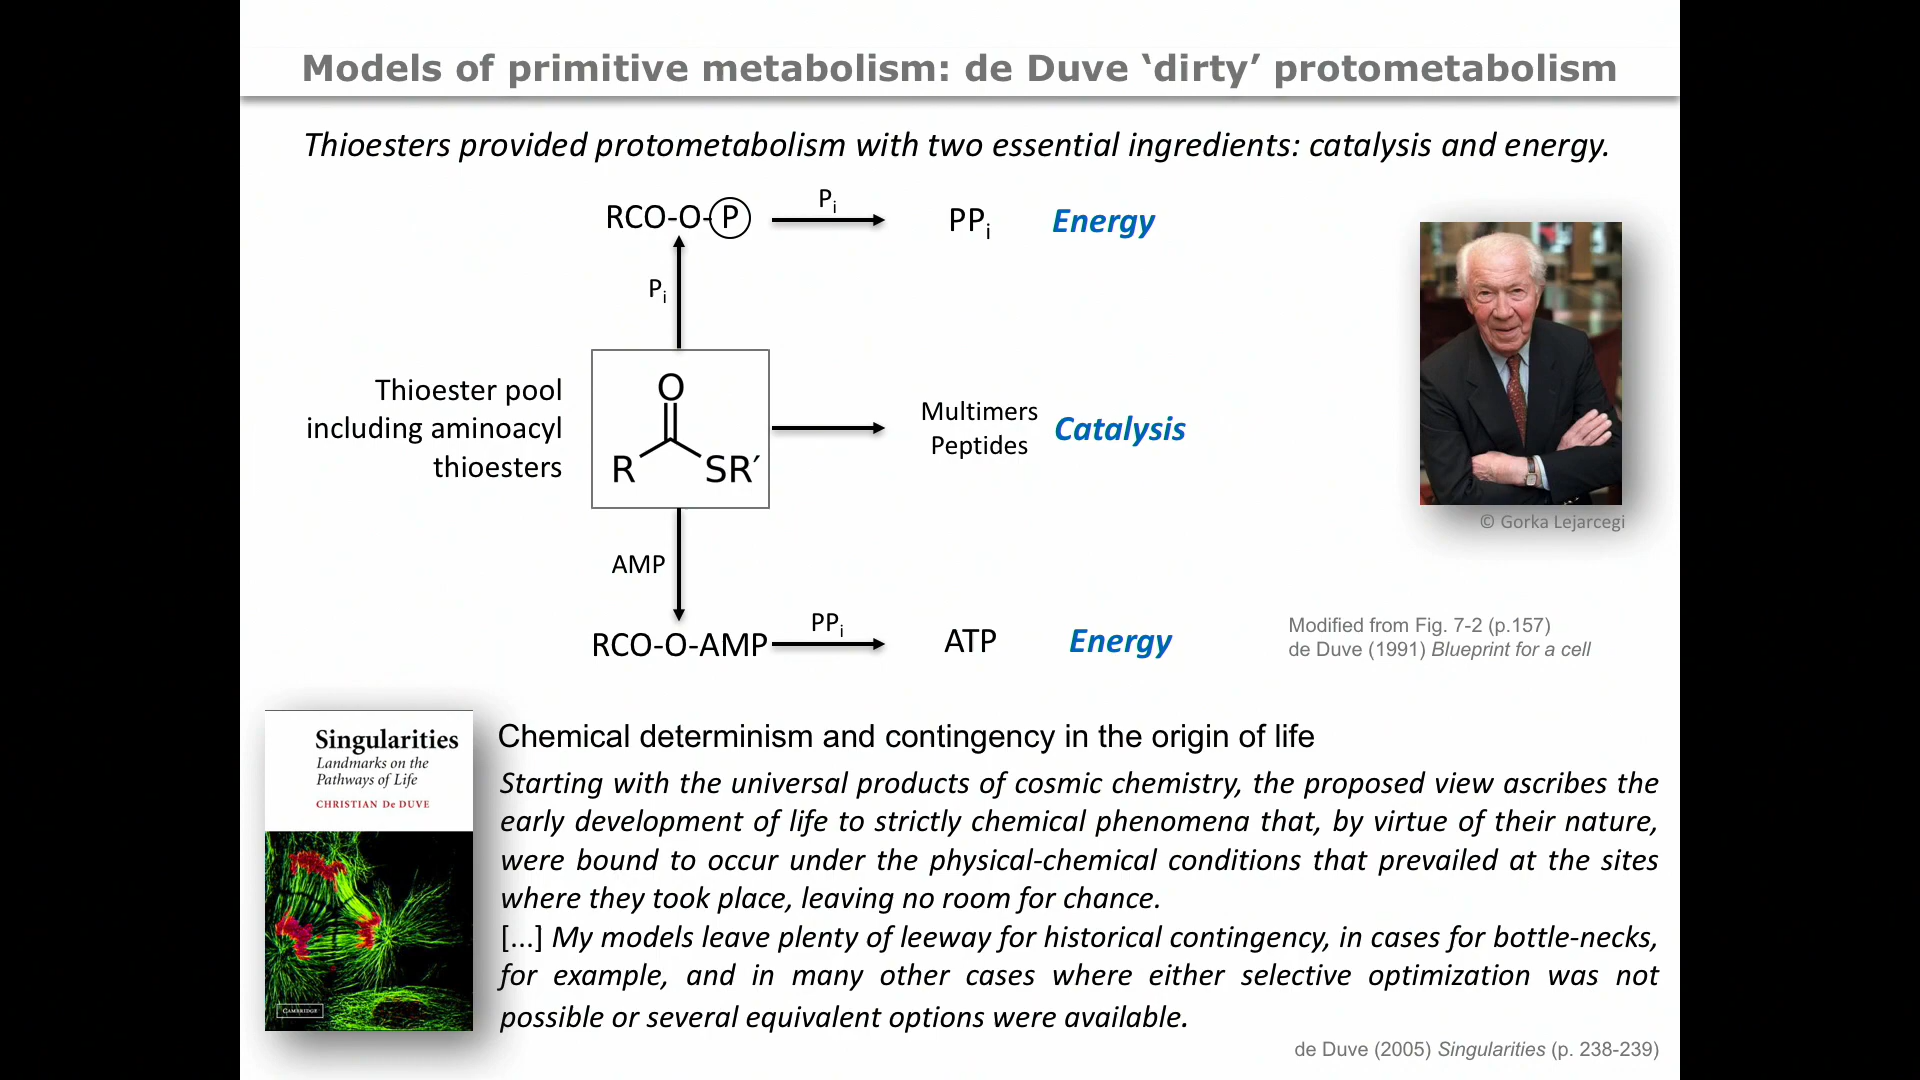 Models of primitive metabolism: de Duve ‘dirty’ protometabolism
Thioesters provided protometabolism with two essential ingredients: catalysis and energy.
RCO-O-P
Pi
PPi
Energy
Pi
Thioester pool
including aminoacyl
thioesters
O
R
SR′
Multimers
Peptides
Catalysis
AMP
RCO-O-AMP
PPi
ATP
Energy
© Gorka Lejarcegi
Modified from Fig. 7-2 (p.157)
de Duve (1991) Blueprint for a cell
Singularities
Landmarks on the
Pathways of Life
CHRISTIAN De DUVE
CAMBRIDGE
Chemical determinism and contingency in the origin of life
Starting with the universal products of cosmic chemistry, the proposed view ascribes the
early development of life to strictly chemical phenomena that, by virtue of their nature,
were bound to occur under the physical-chemical conditions that prevailed at the sites
where they took place, leaving no room for chance.
[...] My models leave plenty of leeway for historical contingency, in cases for bottle-necks,
for example, and in many other cases where either selective optimization was not
possible or several equivalent options were available.
de Duve (2005) Singularities (p. 238-239)